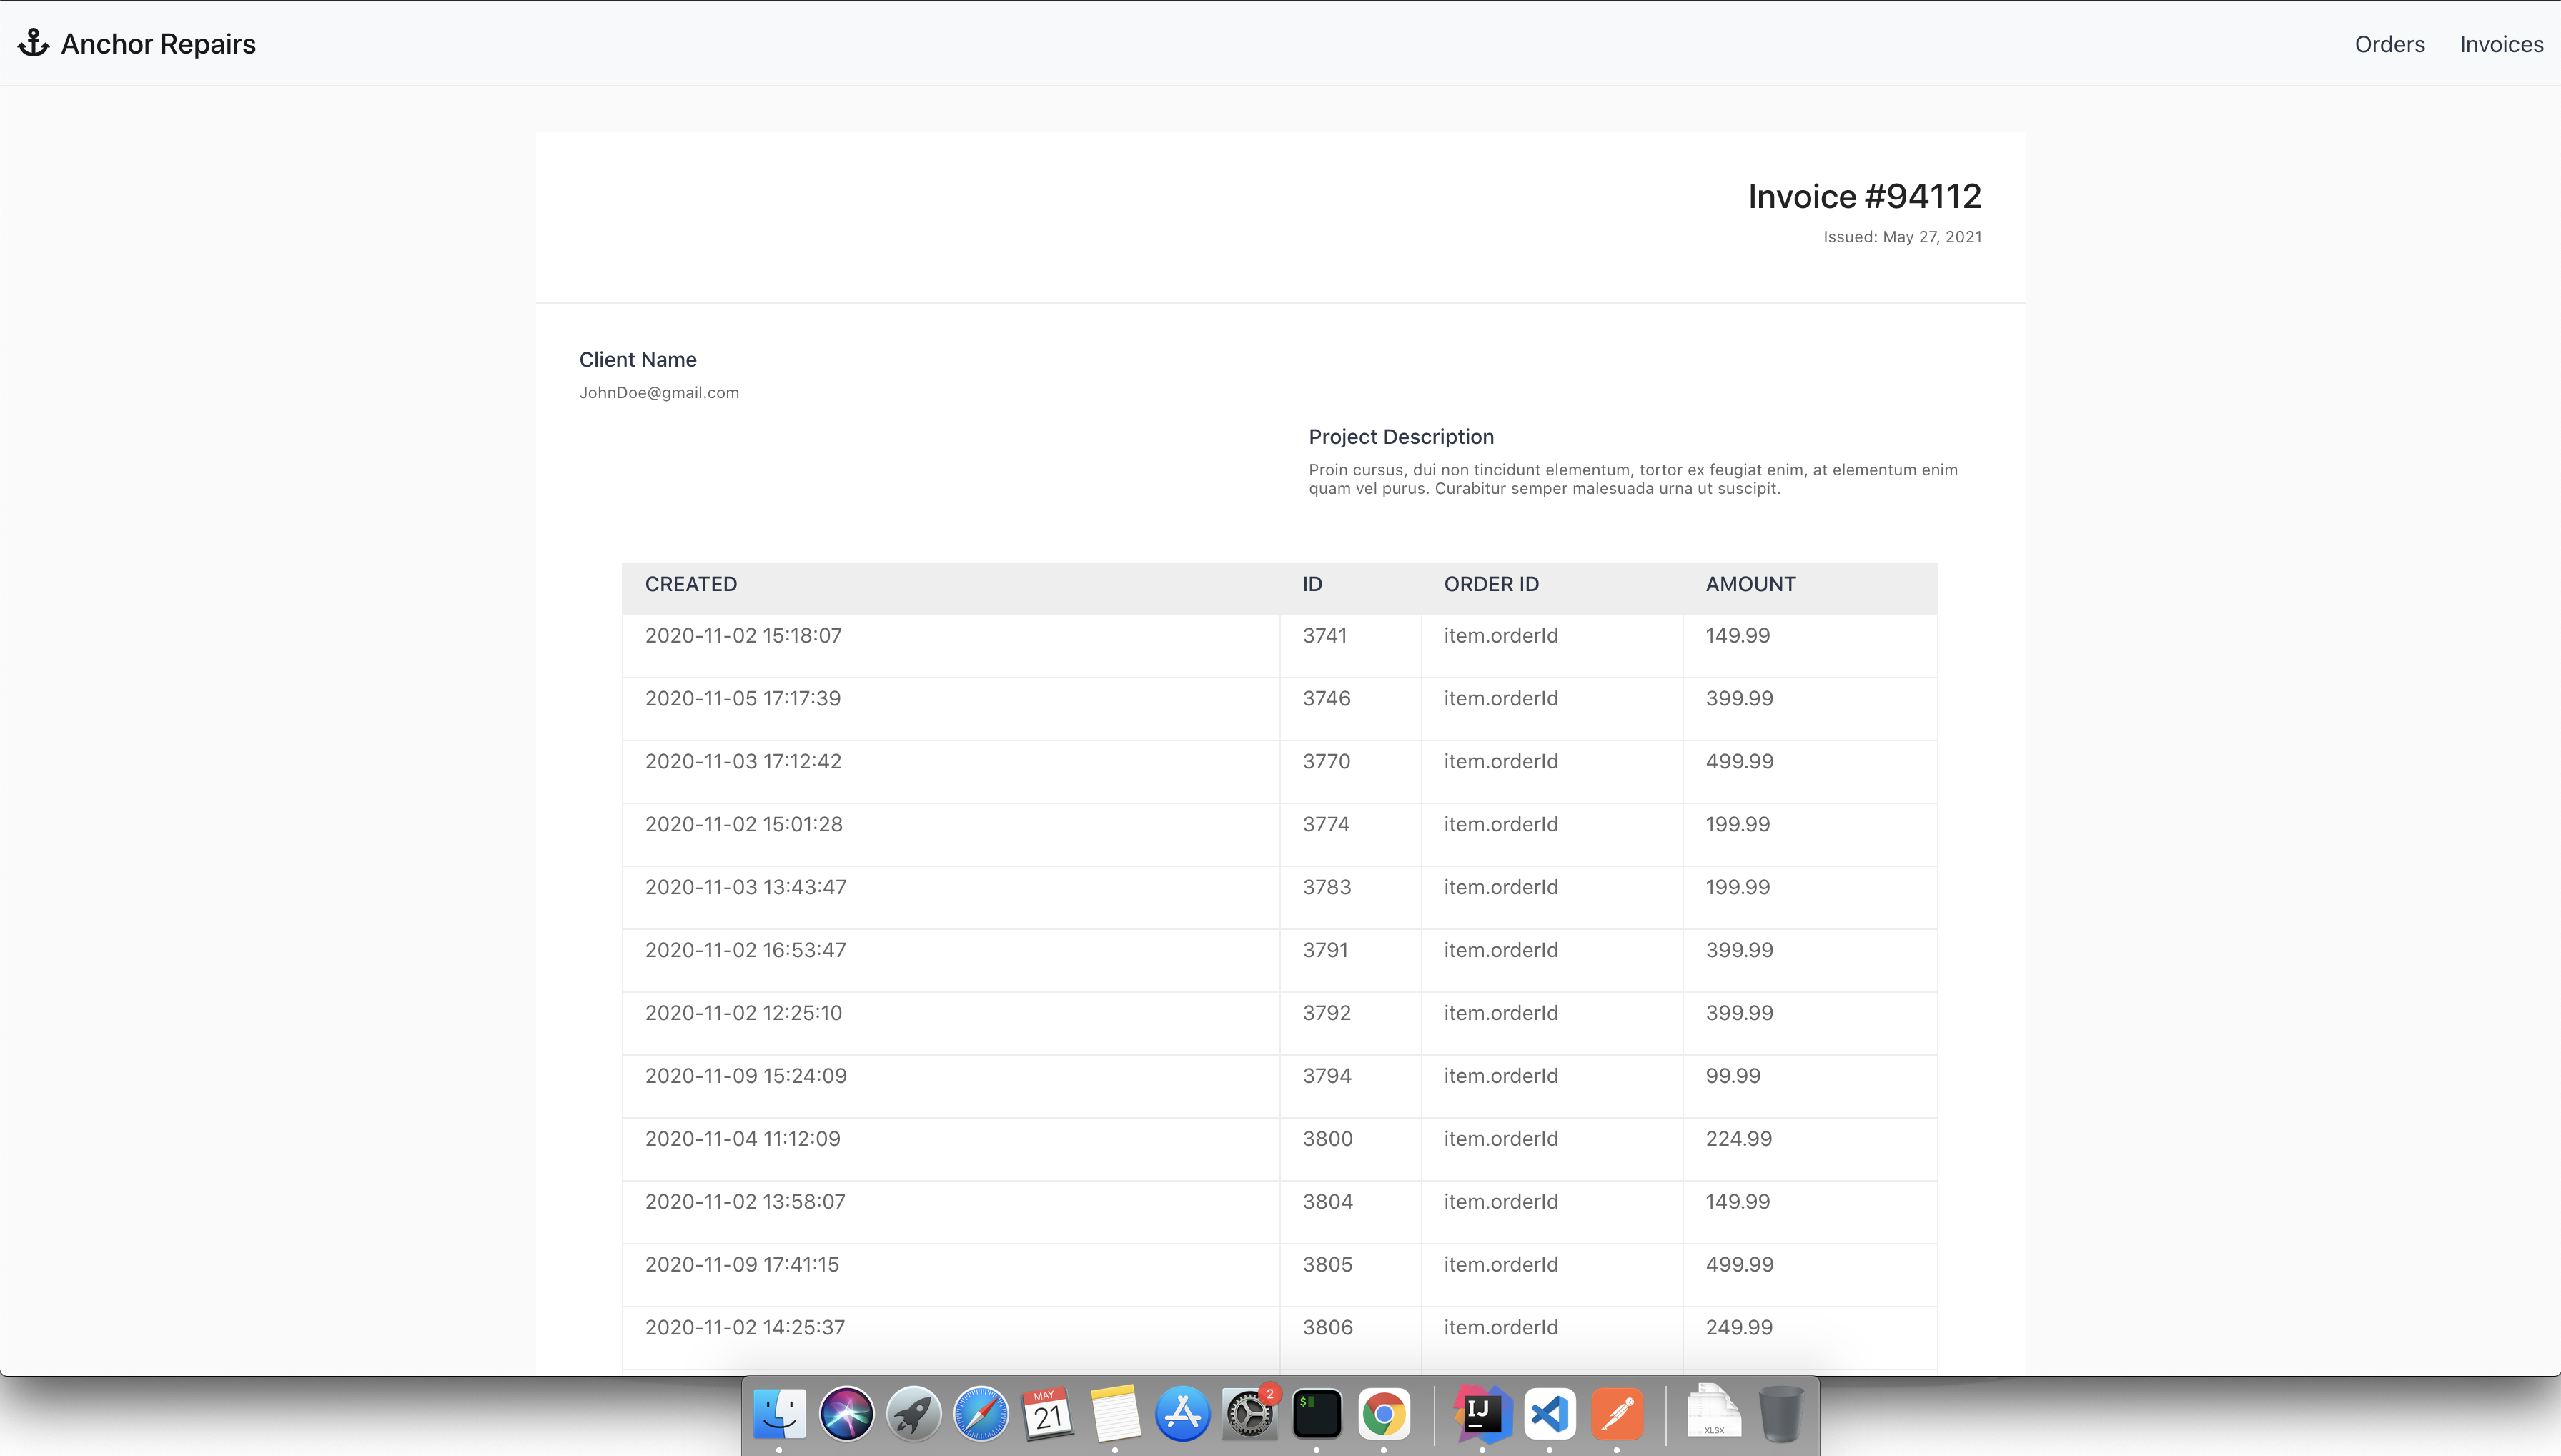 Anchor Repairs
Orders Invoices
Invoice #94112
Issued: May 27, 2021
Client Name
JohnDoe@gmail.com
Project Description
Proin cursus, dui non tincidunt elementum, tortor ex feugiat enim, at elementum enim
quam vel purus. Curabitur semper malesuada urna ut suscipit.
CREATED ID ORDER ID AMOUNT
2020-11-02 15:18:07 3741 item.orderId 149.99
2020-11-05 17:17:39 3746 item.orderId 399.99
2020-11-03 17:12:42 3770 item.orderId 499.99
2020-11-02 15:01:28 3774 item.orderId 199.99
2020-11-03 13:43:47 3783 item.orderId 199.99
2020-11-02 16:53:47 3791 item.orderId 399.99
2020-11-02 12:25:10 3792 item.orderId 399.99
2020-11-09 15:24:09 3794 item.orderId 99.99
2020-11-04 11:12:09 3800 item.orderId 224.99
2020-11-02 13:58:07 3804 item.orderId 149.99
2020-11-09 17:41:15 3805 item.orderId 499.99
2020-11-02 14:25:37 3806 item.orderId 249.99
MAY
21
2
$
IJ
XLSX